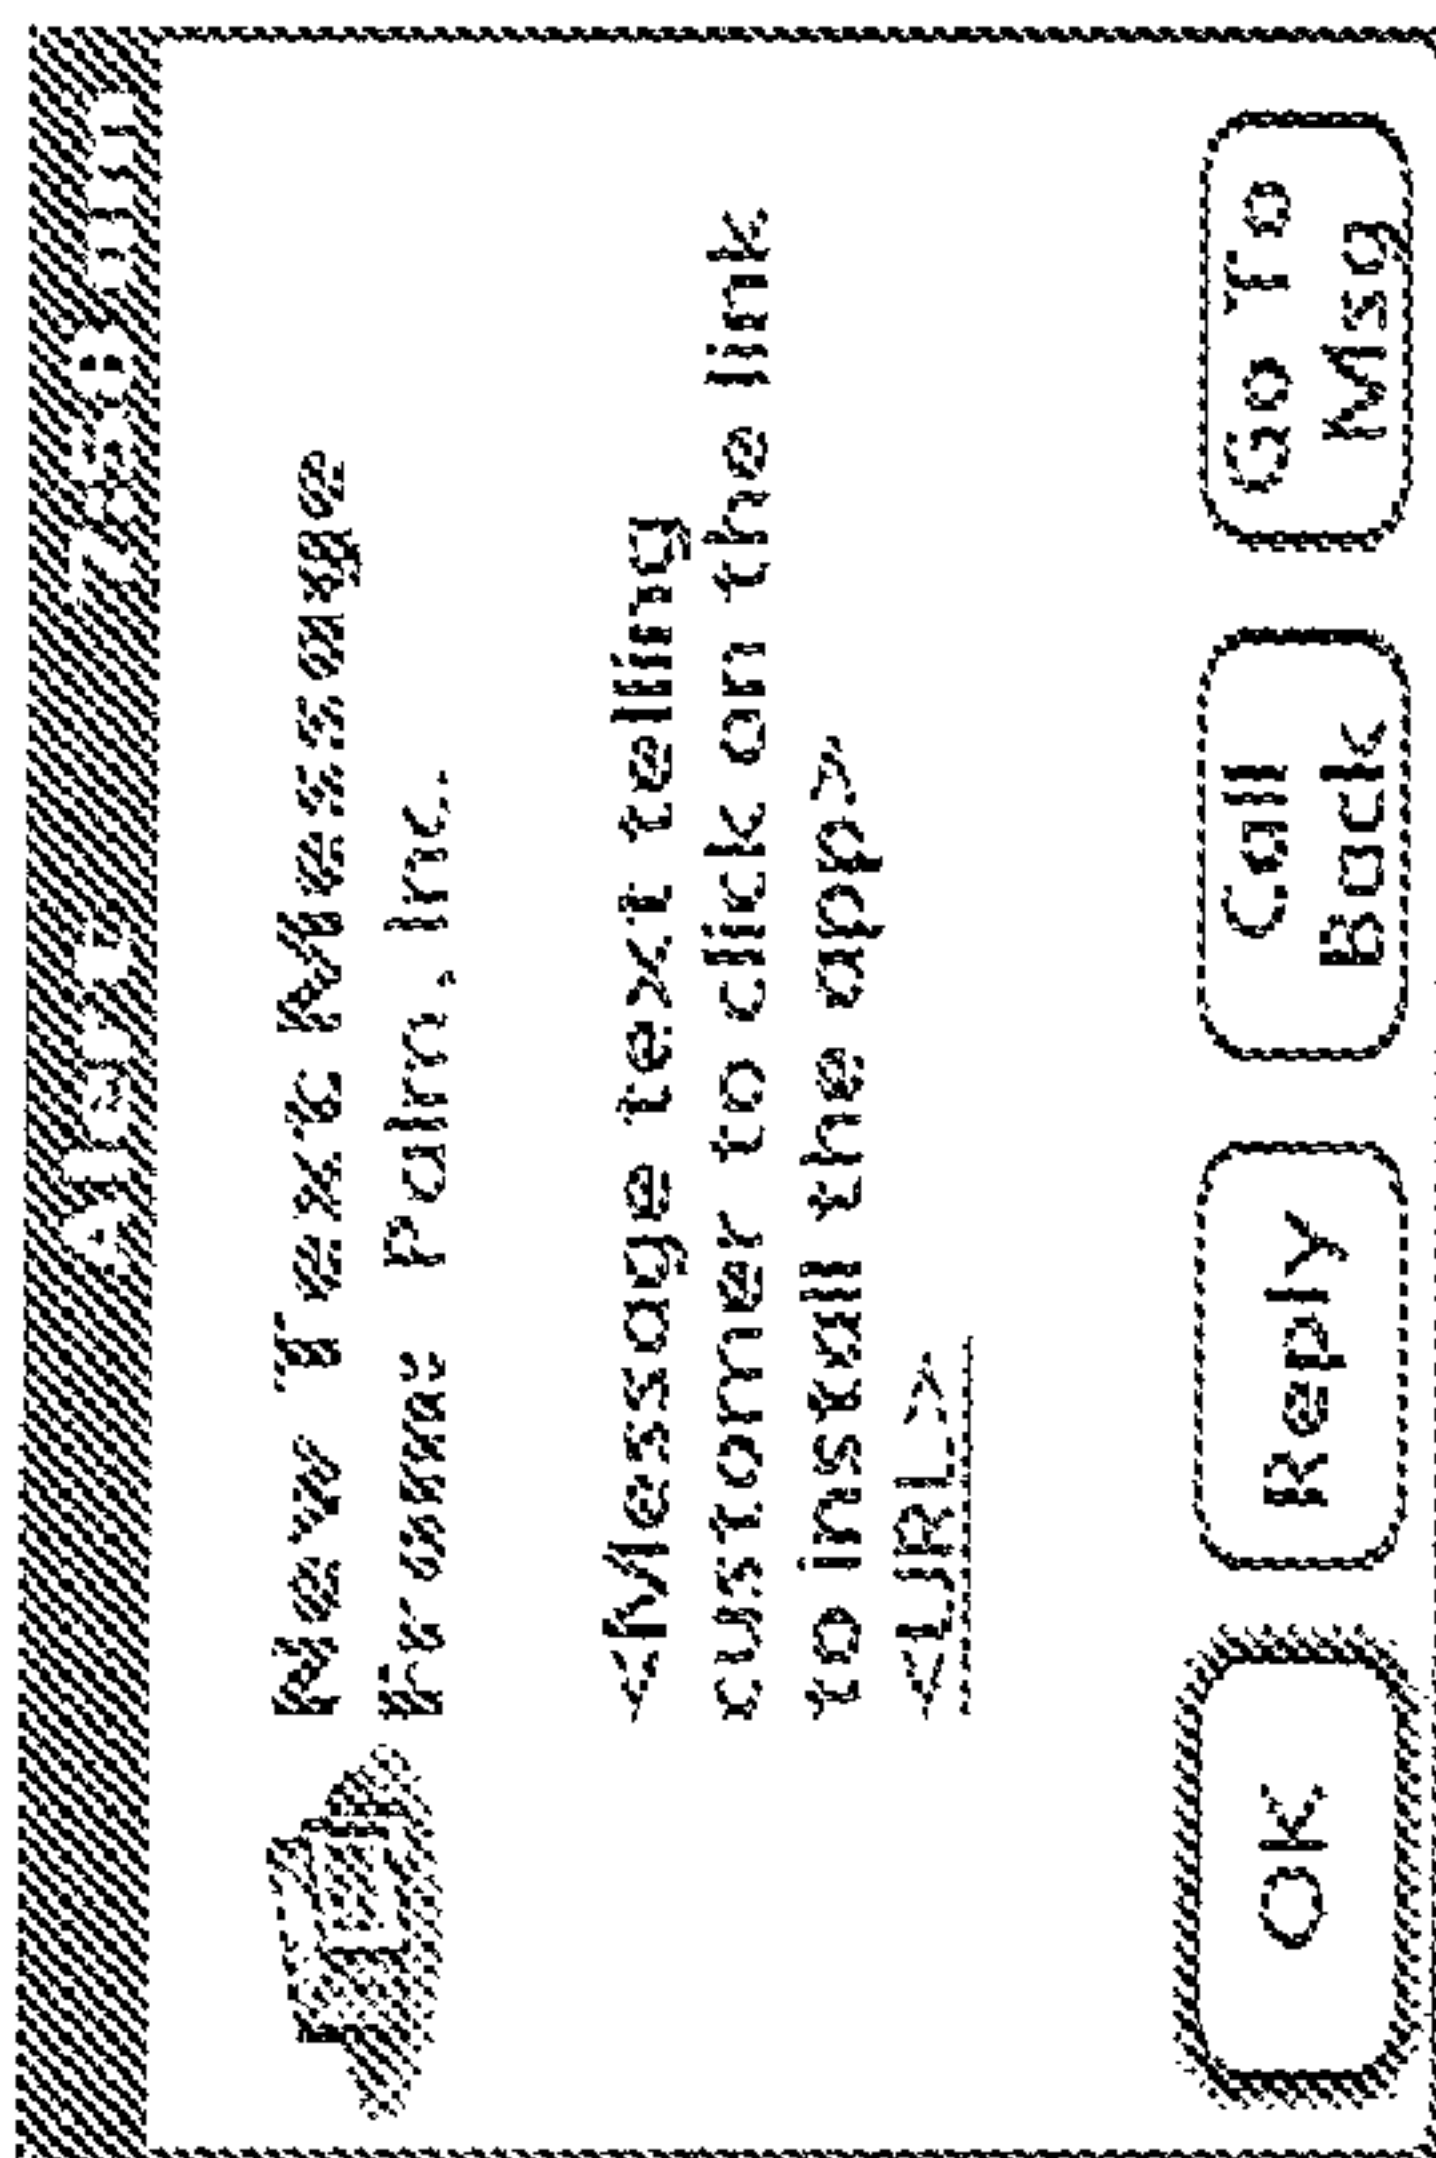 Alert 7:58 am
New Text Message
From: Palm, Inc.
<Message text telling
customer to click on the link
to install the app>
<URL>
OK
Reply
Call
Back
Go To
Msg